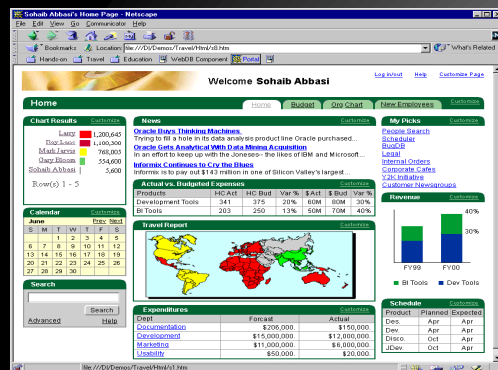 Sohaib Abbasi's Home Page - Netscape
File Edit View Go Communicator Help
Bookmarks Location: file:///D|/Demos/Travel/Html/s8.htm What's Related
Hands-on Travel Education WebDB Component Portal
Welcome Sohaib Abbasi
Log in/out Help Customize Page
Home
Home Budget Org Chart New Employees Customize
Chart Results Customize
Larry 1,200,645
Roy Lane 1,100,300
Mark Jarvis 768,003
Gary Bloom 554,600
Sohaib Abbasi 5,600
Row(s) 1 - 5
Calendar Customize
June Prev Next
S M T W T F S
1 2 3 4 5
6 7 8 9 10 11 12
13 14 15 16 17 18 19
20 21 22 23 24 25 26
27 28 29 30
Search
Search
Advanced Help
News Customize
Oracle Buys Thinking Machines
Trying to fill a hole in its data analysis product line Oracle purchased...
Oracle Gets Analytical With Data Mining Acquisition
In an effort to keep up with the Joneses-- the likes of IBM and Microsoft...
Informix Continues to Cry the Blues
Informix is to pay out $143 million in one of Silicon Valley's largest...
Actual vs. Budgeted Expenses Customize
Products HC Act HC Bud Var % $ Act $ Bud Var %
Development Tools 341 375 20% 60M 80M 30%
BI Tools 203 250 13% 50M 70M 40%
Travel Report Customize
Expenditures Customize
Dept Forcast Actual
Documentation $206,000. $150,000.
Development $15,000,000. $12,000,000.
Marketing $11,000,000. $6,000,000.
Usability $50,000. $20,000.
My Picks Customize
People Search
Scheduler
BugDB
Legal
Internal Orders
Corporate Cafes
Y2K Initiative
Customer Newsgroups
Revenue Customize
40%
30%
FY99 FY00
BI Tools Dev Tools
Schedule Customize
Product Planned Expected
Des. Apr Apr
Dev. Apr Apr
Disco. Oct Apr
JDev. Oct Apr
file:///D|/Demos/Travel/Html/s1.htm